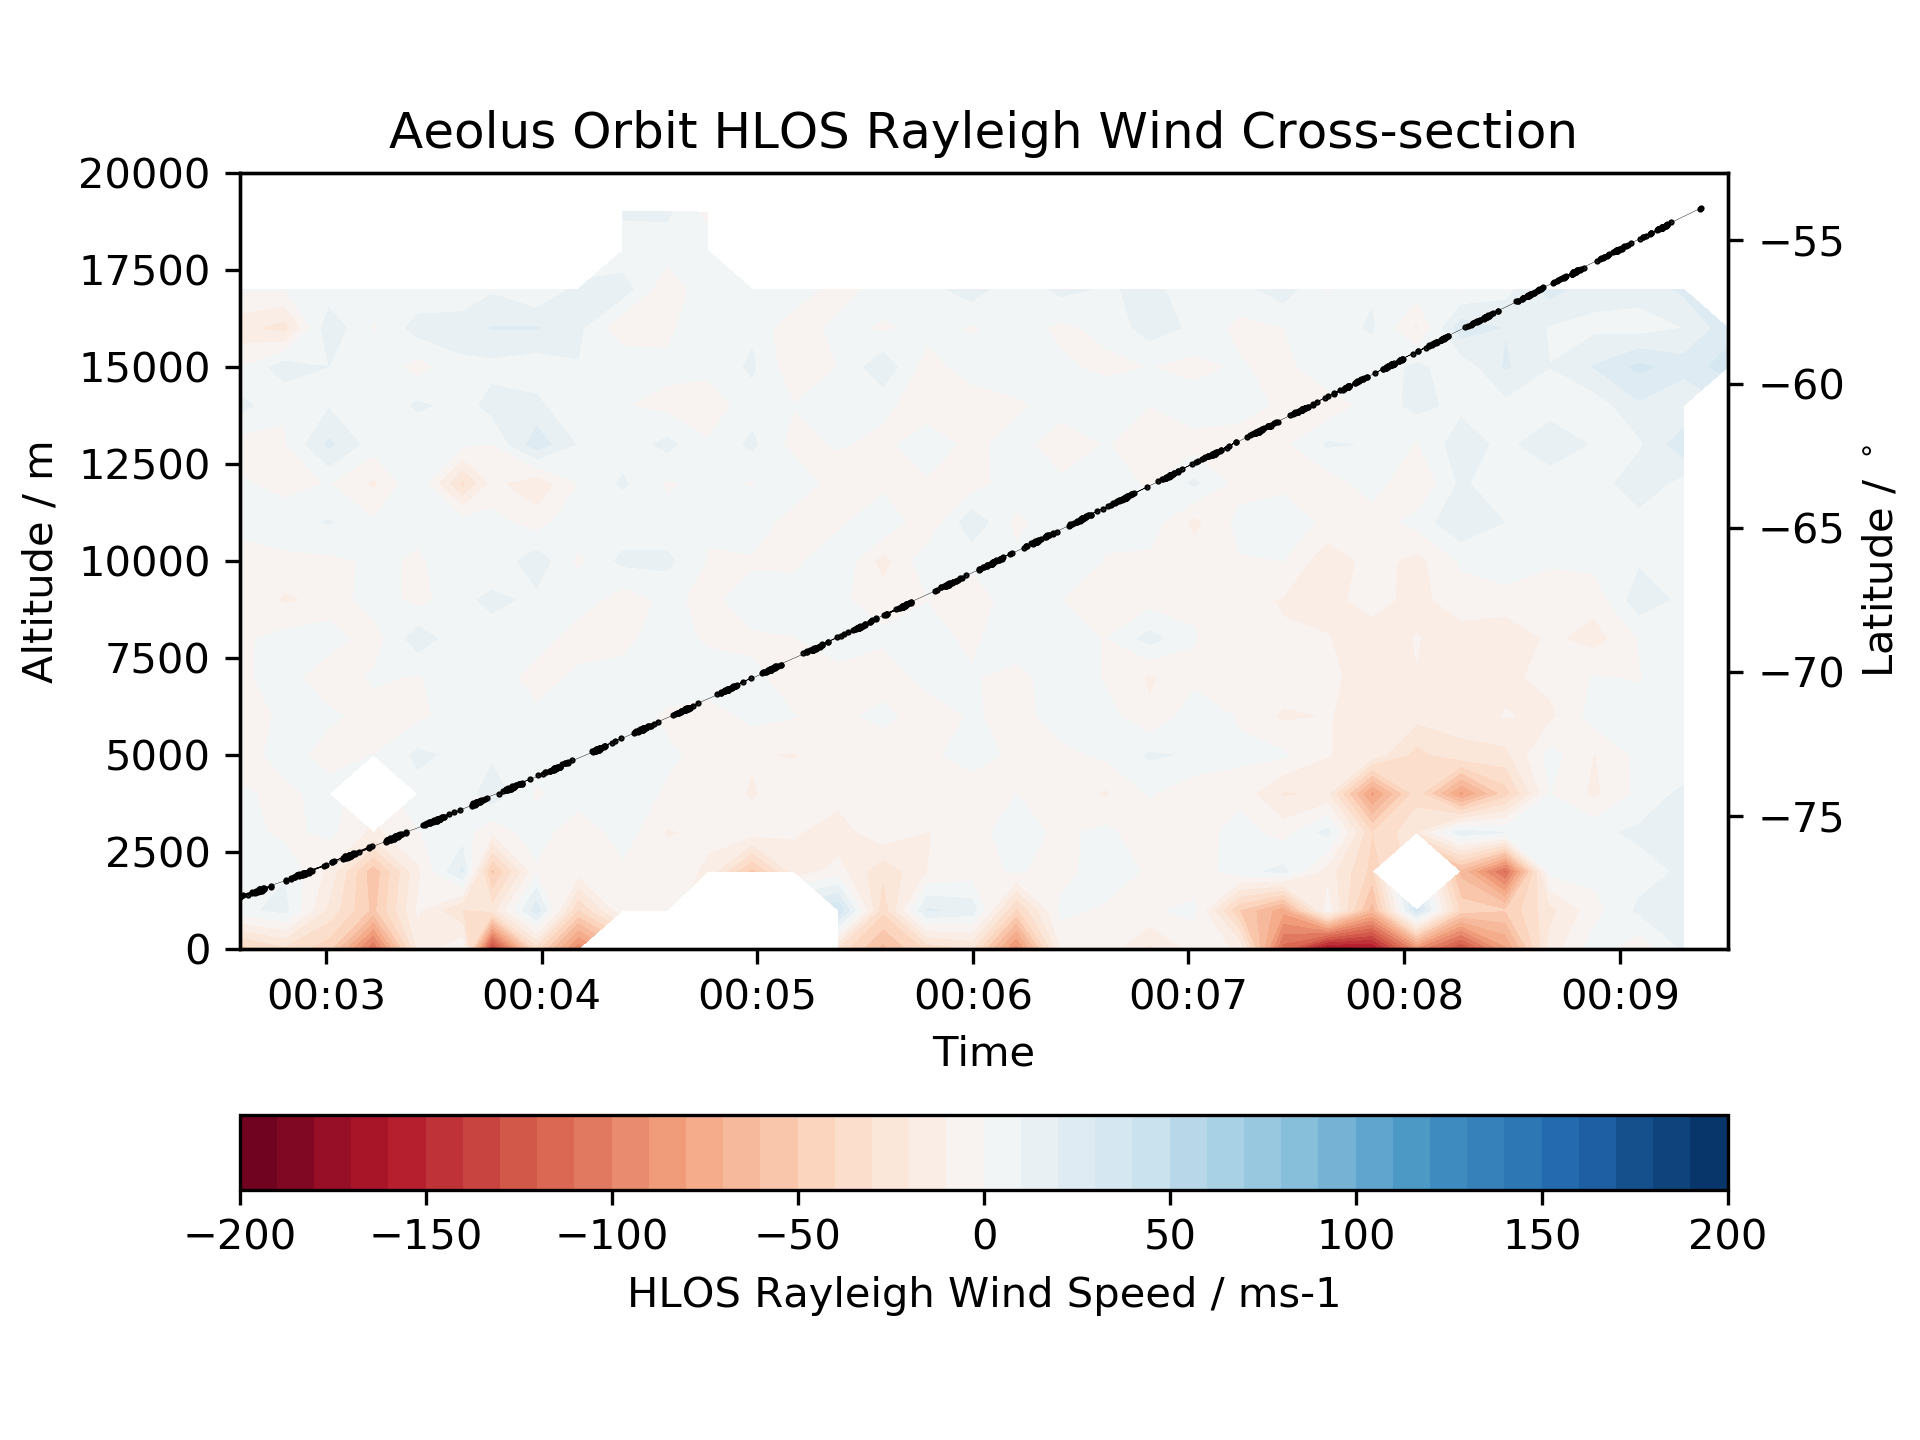 Aeolus Orbit HLOS Rayleigh Wind Cross-section
20000
17500
15000
12500
10000
7500
5000
2500
0
Altitude / m
−55
−60
−65
−70
−75
Latitude / °
00:03 00:04 00:05 00:06 00:07 00:08 00:09
Time
−200 −150 −100 −50 0 50 100 150 200
HLOS Rayleigh Wind Speed / ms-1